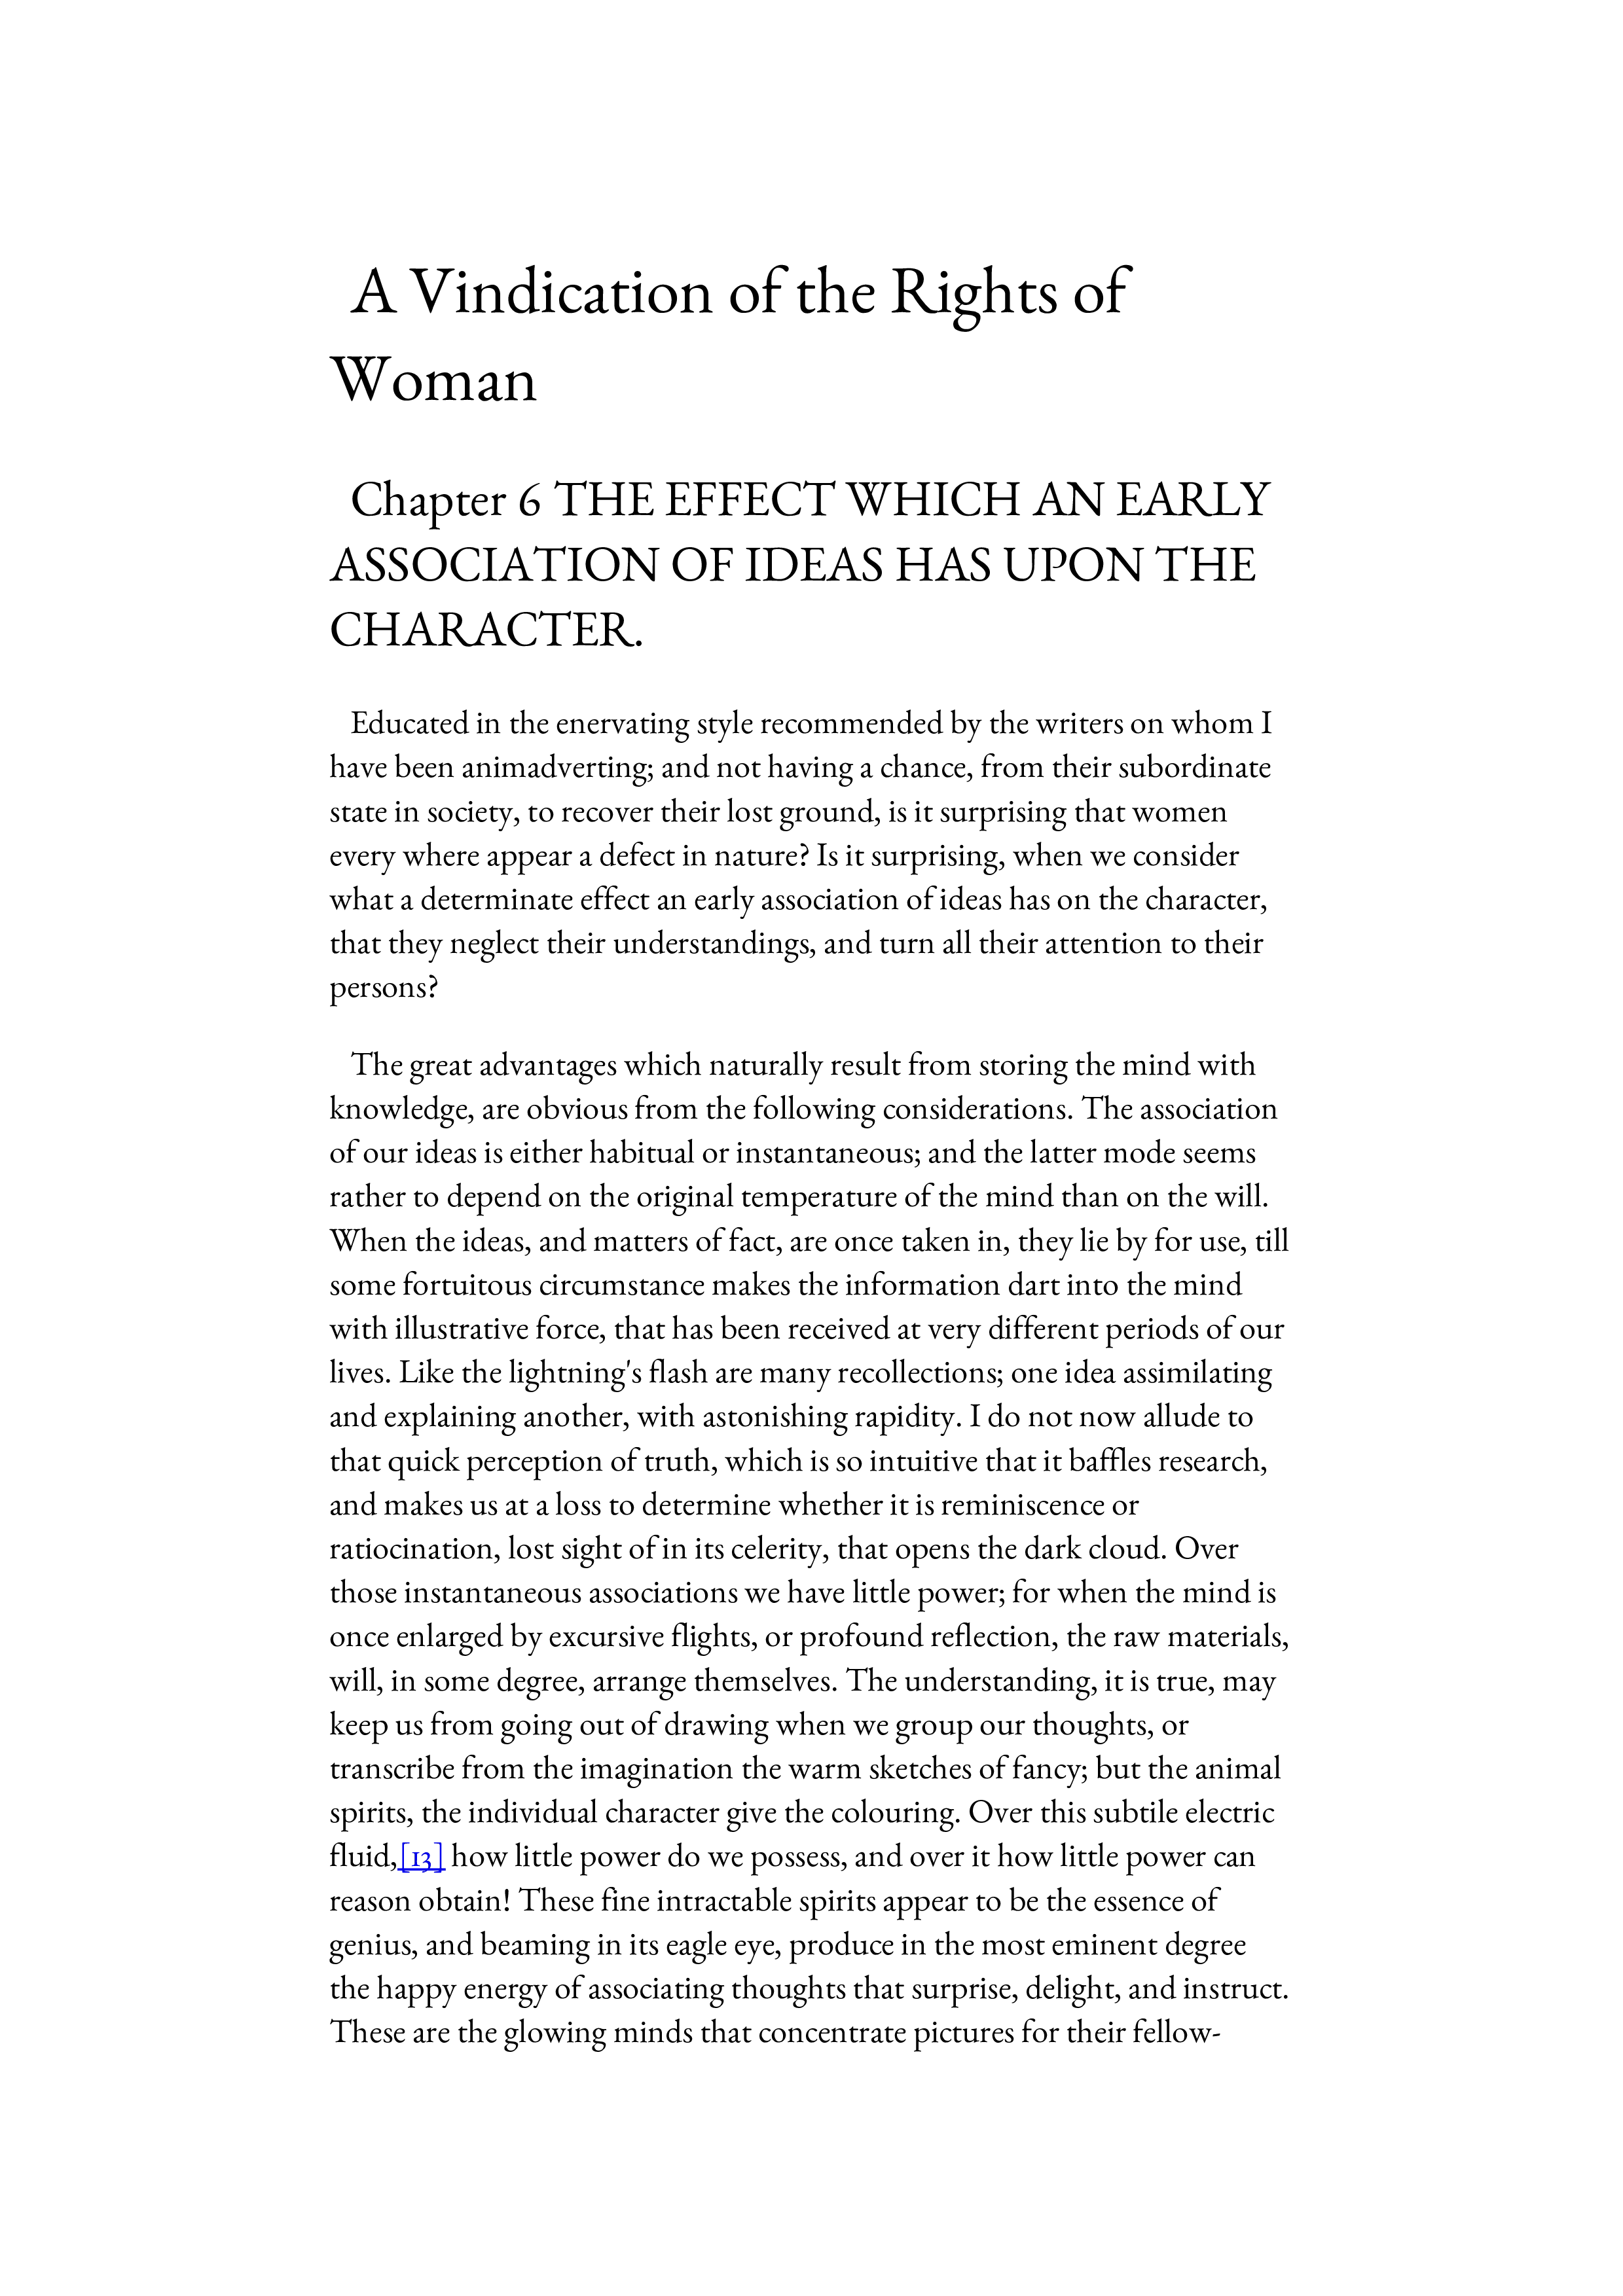 A Vindication of the Rights of
Woman
Chapter 6 THE EFFECT WHICH AN EARLY
ASSOCIATION OF IDEAS HAS UPON THE
CHARACTER.
Educated in the enervating style recommended by the writers on whom I
have been animadverting; and not having a chance, from their subordinate
state in society, to recover their lost ground, is it surprising that women
every where appear a defect in nature? Is it surprising, when we consider
what a determinate effect an early association of ideas has on the character,
that they neglect their understandings, and turn all their attention to their
persons?
The great advantages which naturally result from storing the mind with
knowledge, are obvious from the following considerations. The association
of our ideas is either habitual or instantaneous; and the latter mode seems
rather to depend on the original temperature of the mind than on the will.
When the ideas, and matters of fact, are once taken in, they lie by for use, till
some fortuitous circumstance makes the information dart into the mind
with illustrative force, that has been received at very different periods of our
lives. Like the lightning's flash are many recollections; one idea assimilating
and explaining another, with astonishing rapidity. I do not now allude to
that quick perception of truth, which is so intuitive that it baffles research,
and makes us at a loss to determine whether it is reminiscence or
ratiocination, lost sight of in its celerity, that opens the dark cloud. Over
those instantaneous associations we have little power; for when the mind is
once enlarged by excursive flights, or profound reflection, the raw materials,
will, in some degree, arrange themselves. The understanding, it is true, may
keep us from going out of drawing when we group our thoughts, or
transcribe from the imagination the warm sketches of fancy; but the animal
spirits, the individual character give the colouring. Over this subtile electric
fluid,[13] how little power do we possess, and over it how little power can
reason obtain! These fine intractable spirits appear to be the essence of
genius, and beaming in its eagle eye, produce in the most eminent degree
the happy energy of associating thoughts that surprise, delight, and instruct.
These are the glowing minds that concentrate pictures for their fellow-